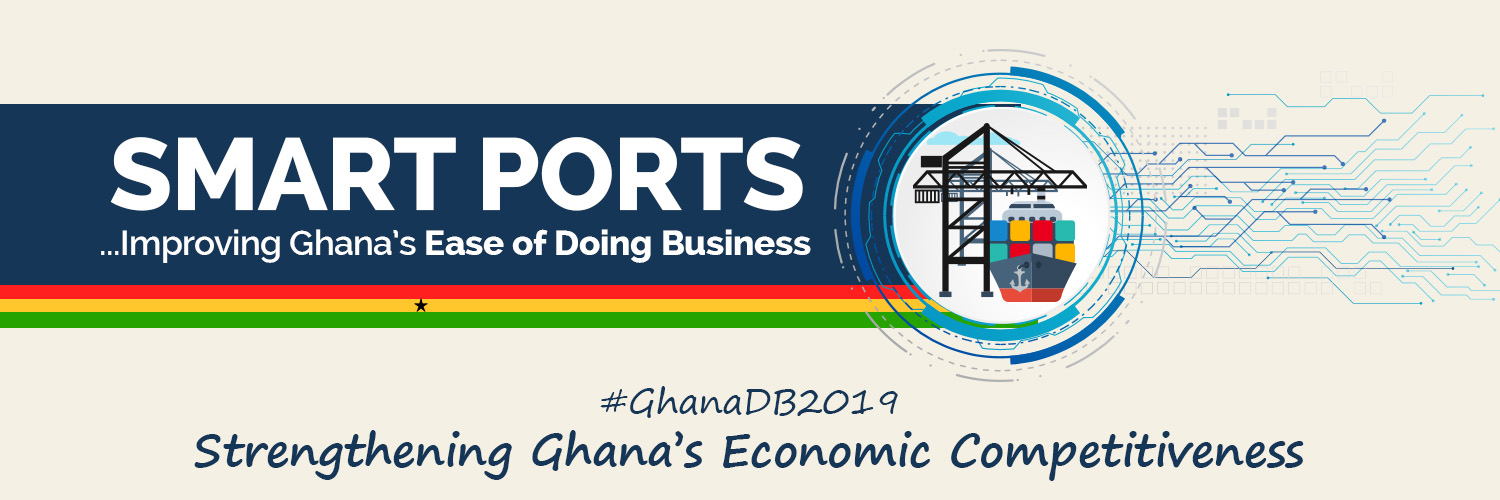 SMART PORTS
...Improving Ghana's Ease of Doing Business
#GhanaDB2019
Strengthening Ghana's Economic Competitiveness